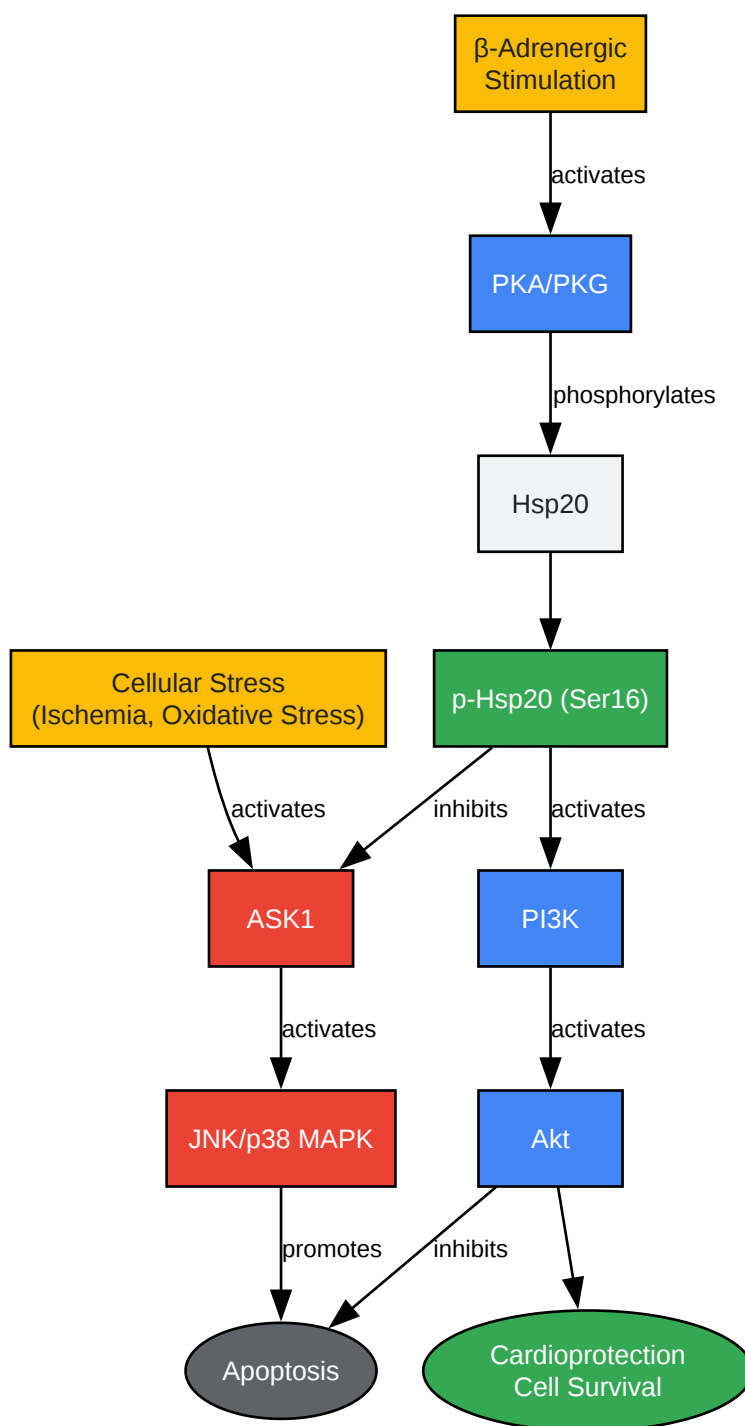 β-Adrenergic
Stimulation
activates
PKA/PKG
phosphorylates
Hsp20
Cellular Stress
(Ischemia, Oxidative Stress)
p-Hsp20 (Ser16)
activates
inhibits
activates
ASK1
PI3K
activates
activates
JNK/p38 MAPK
Akt
promotes
inhibits
Apoptosis
Cardioprotection
Cell Survival